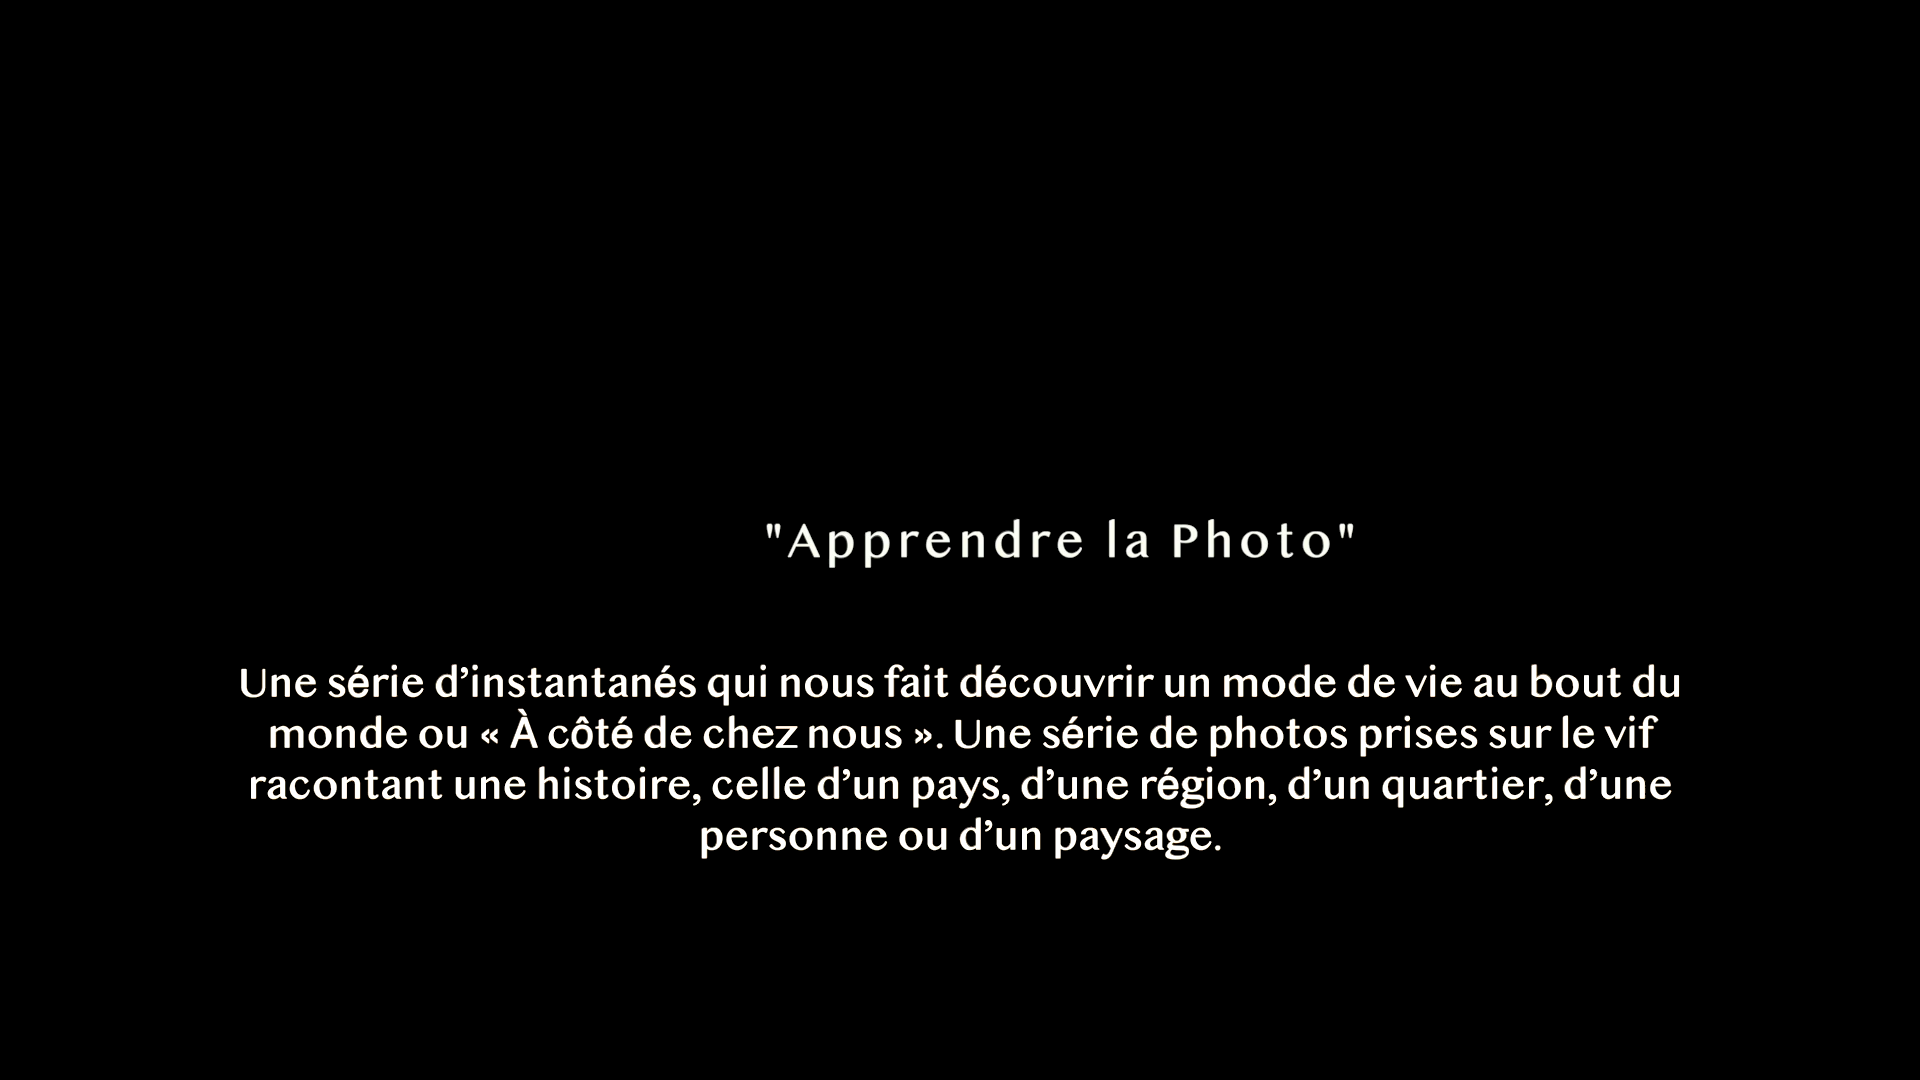 "Apprendre la Photo"
Une série d’instantanés qui nous fait découvrir un mode de vie au bout du
monde ou « À côté de chez nous ». Une série de photos prises sur le vif
racontant une histoire, celle d’un pays, d’une région, d’un quartier, d’une
personne ou d’un paysage.